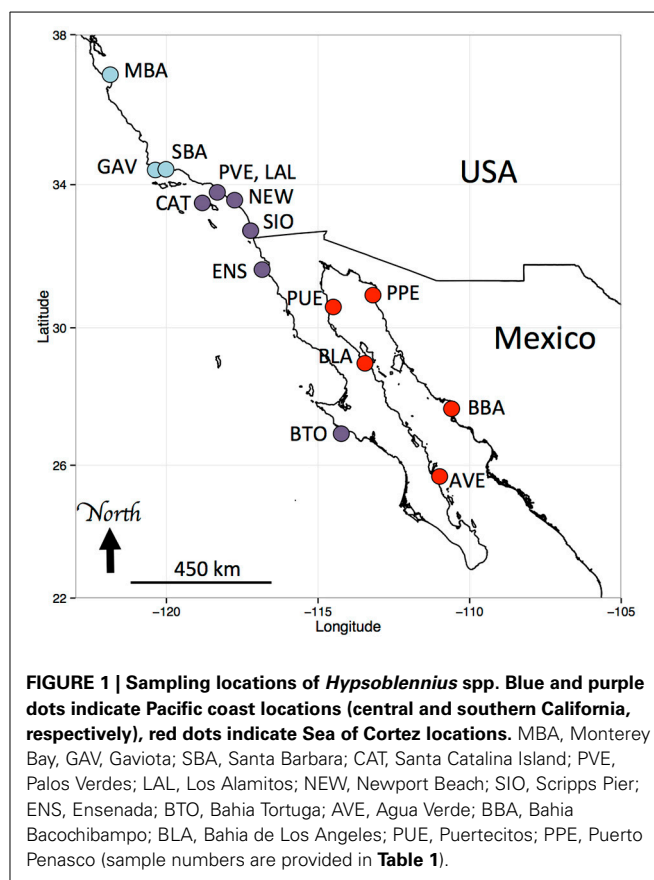 38
34
30
26
22
Latitude
MBA
GAV
SBA
CAT
PVE, LAL
NEW
SIO
ENS
USA
PUE
PPE
Mexico
BLA
BTO
BBA
AVE
North
450 km
−120
−115
−110
−105
Longitude
FIGURE 1 | Sampling locations of Hypsoblennius spp. Blue and purple
dots indicate Pacific coast locations (central and southern California,
respectively), red dots indicate Sea of Cortez locations. MBA, Monterey
Bay, GAV, Gaviota; SBA, Santa Barbara; CAT, Santa Catalina Island; PVE,
Palos Verdes; LAL, Los Alamitos; NEW, Newport Beach; SIO, Scripps Pier;
ENS, Ensenada; BTO, Bahia Tortuga; AVE, Agua Verde; BBA, Bahia
Bacochibampo; BLA, Bahia de Los Angeles; PUE, Puertecitos; PPE, Puerto
Penasco (sample numbers are provided in Table 1).